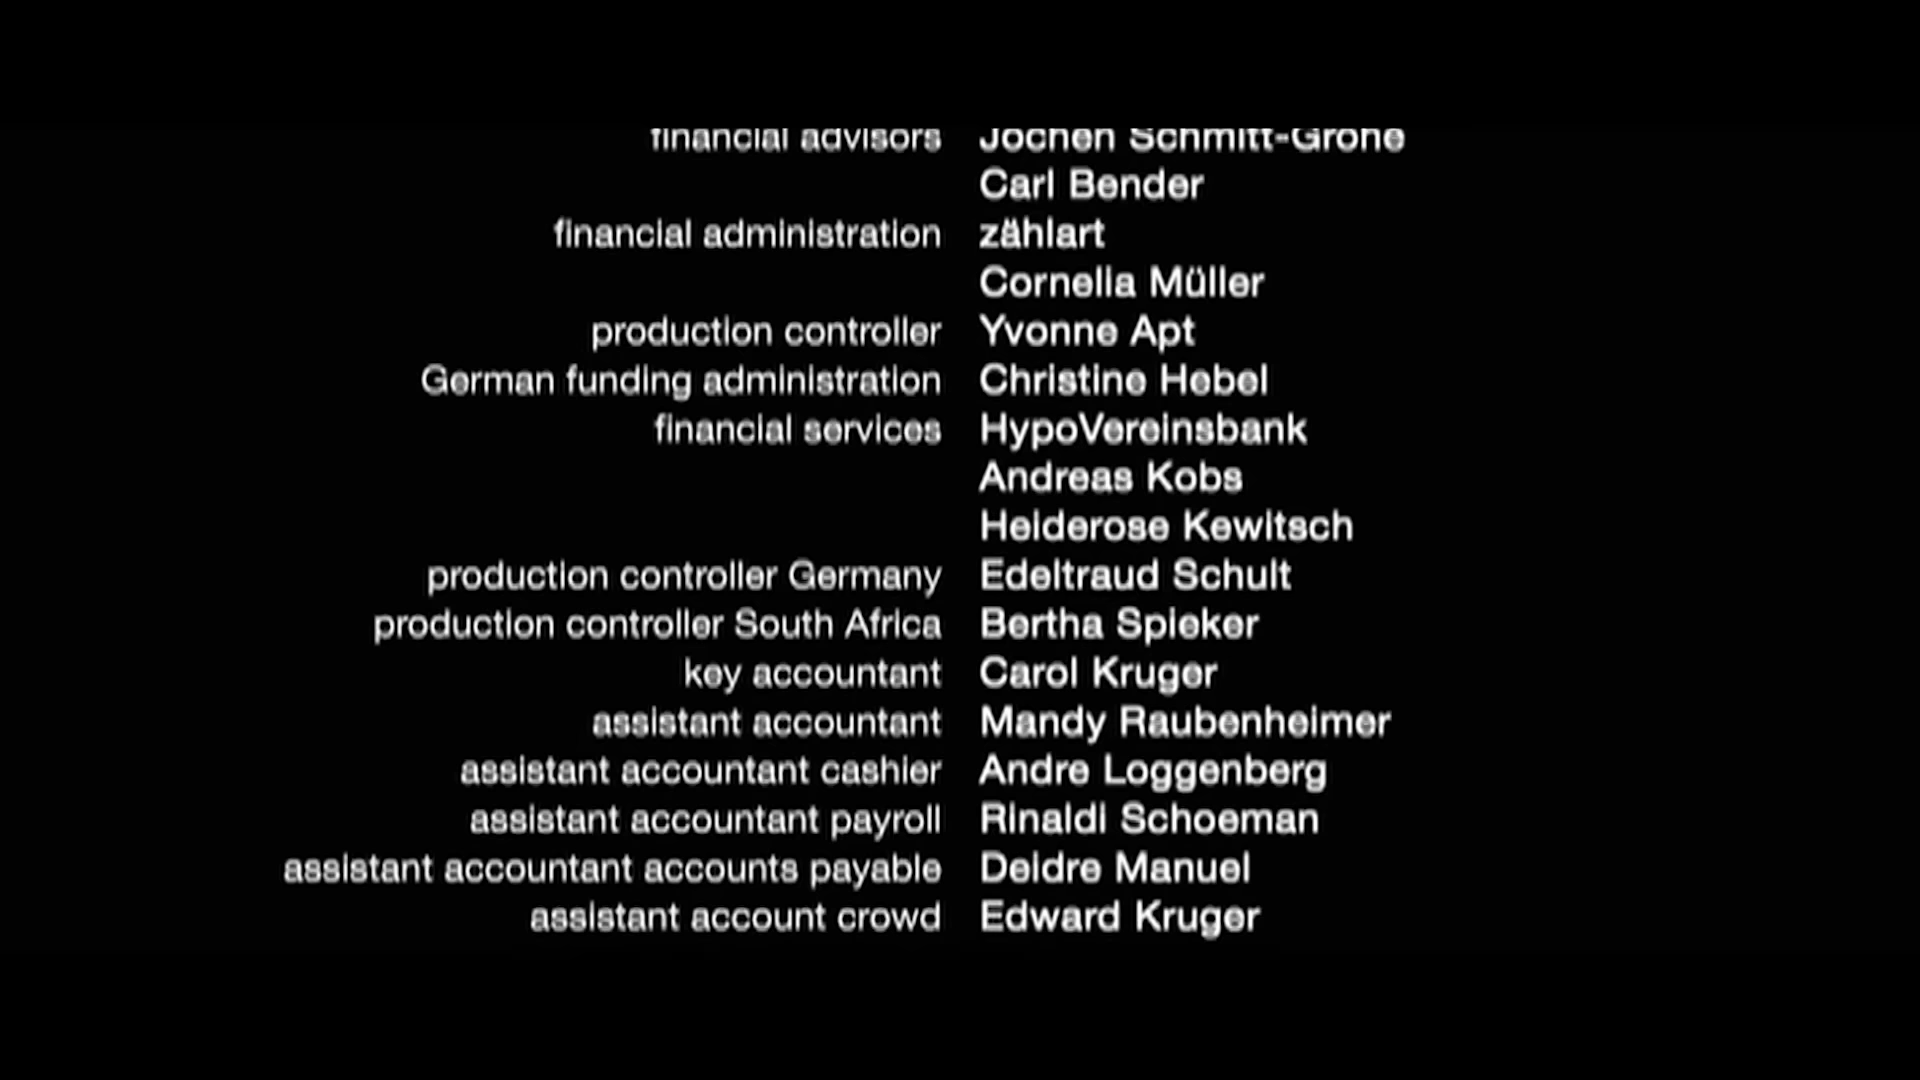 financial advisors Jochen Schmitt-Grohe
Carl Bender
financial administration zählart
Cornelia Müller
production controller Yvonne Apt
German funding administration Christine Hebel
financial services HypoVereinsbank
Andreas Kobs
Heiderose Kewitsch
production controller Germany Edeltraud Schult
production controller South Africa Bertha Spieker
key accountant Carol Kruger
assistant accountant Mandy Raubenheimer
assistant accountant cashier Andre Loggenberg
assistant accountant payroll Rinaldi Schoeman
assistant accountant accounts payable Deidre Manuel
assistant account crowd Edward Kruger